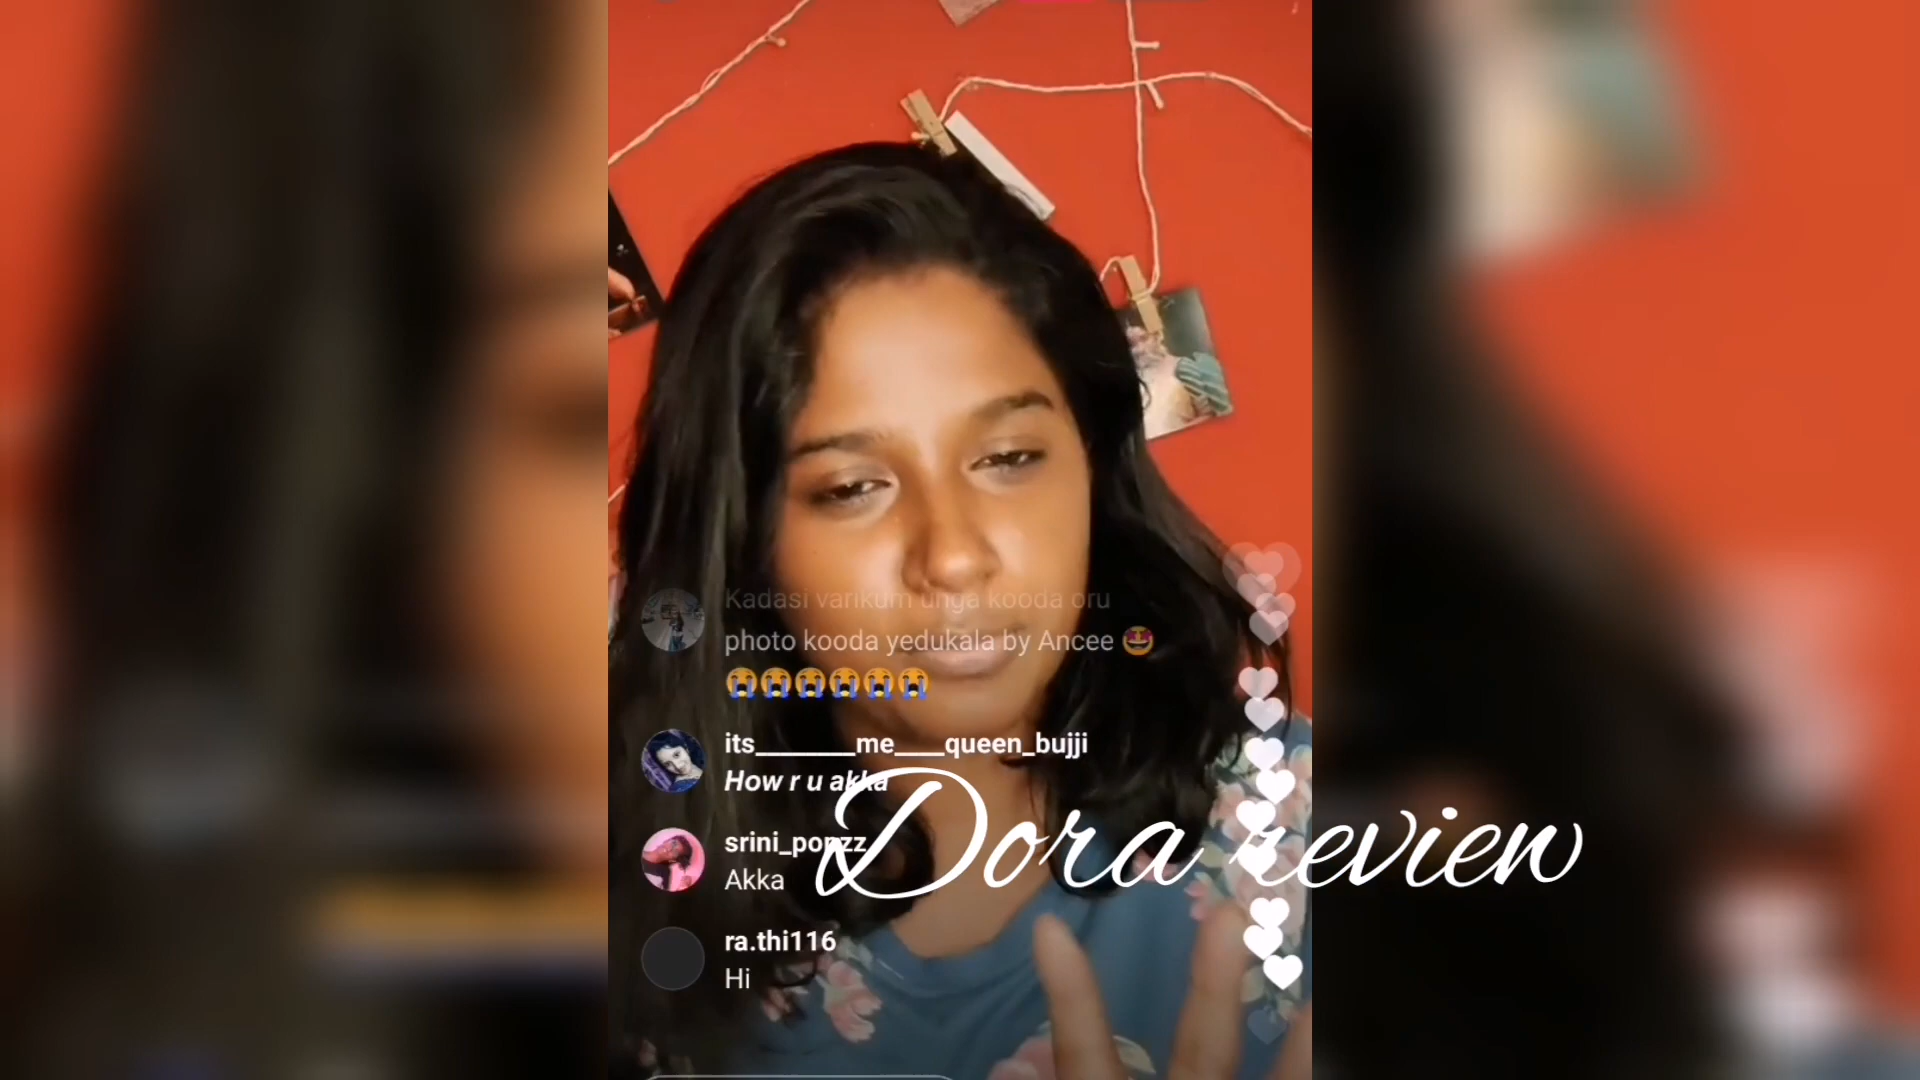 Kadasi varikum unga kooda oru
photo kooda yedukala by Ancee 🤩
😭😭😭😭😭😭
its________me____queen_bujji
How r u akka
srini_ponzz
Akka
Dora review
ra.thi116
Hi